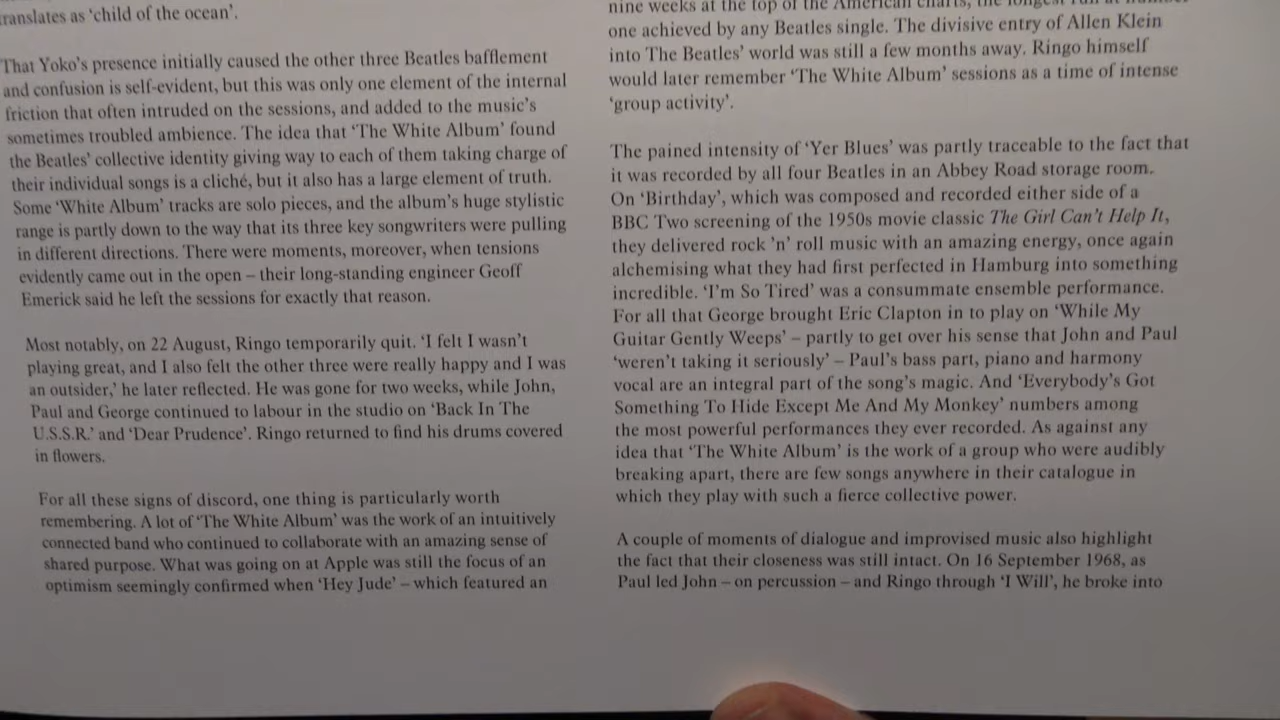 translates as ‘child of the ocean’.
That Yoko’s presence initially caused the other three Beatles bafflement
and confusion is self-evident, but this was only one element of the internal
friction that often intruded on the sessions, and added to the music’s
sometimes troubled ambience. The idea that ‘The White Album’ found
the Beatles’ collective identity giving way to each of them taking charge of
their individual songs is a cliché, but it also has a large element of truth.
Some ‘White Album’ tracks are solo pieces, and the album’s huge stylistic
range is partly down to the way that its three key songwriters were pulling
in different directions. There were moments, moreover, when tensions
evidently came out in the open – their long-standing engineer Geoff
Emerick said he left the sessions for exactly that reason.
Most notably, on 22 August, Ringo temporarily quit. ‘I felt I wasn’t
playing great, and I also felt the other three were really happy and I was
an outsider,’ he later reflected. He was gone for two weeks, while John,
Paul and George continued to labour in the studio on ‘Back In The
U.S.S.R.’ and ‘Dear Prudence’. Ringo returned to find his drums covered
in flowers.
For all these signs of discord, one thing is particularly worth
remembering. A lot of ‘The White Album’ was the work of an intuitively
connected band who continued to collaborate with an amazing sense of
shared purpose. What was going on at Apple was still the focus of an
optimism seemingly confirmed when ‘Hey Jude’ – which featured an
nine weeks at the top of the American charts, the longest run at number
one achieved by any Beatles single. The divisive entry of Allen Klein
into The Beatles’ world was still a few months away. Ringo himself
would later remember ‘The White Album’ sessions as a time of intense
‘group activity’.
The pained intensity of ‘Yer Blues’ was partly traceable to the fact that
it was recorded by all four Beatles in an Abbey Road storage room.
On ‘Birthday’, which was composed and recorded either side of a
BBC Two screening of the 1950s movie classic The Girl Can’t Help It,
they delivered rock ’n’ roll music with an amazing energy, once again
alchemising what they had first perfected in Hamburg into something
incredible. ‘I’m So Tired’ was a consummate ensemble performance.
For all that George brought Eric Clapton in to play on ‘While My
Guitar Gently Weeps’ – partly to get over his sense that John and Paul
‘weren’t taking it seriously’ – Paul’s bass part, piano and harmony
vocal are an integral part of the song’s magic. And ‘Everybody’s Got
Something To Hide Except Me And My Monkey’ numbers among
the most powerful performances they ever recorded. As against any
idea that ‘The White Album’ is the work of a group who were audibly
breaking apart, there are few songs anywhere in their catalogue in
which they play with such a fierce collective power.
A couple of moments of dialogue and improvised music also highlight
the fact that their closeness was still intact. On 16 September 1968, as
Paul led John – on percussion – and Ringo through ‘I Will’, he broke into